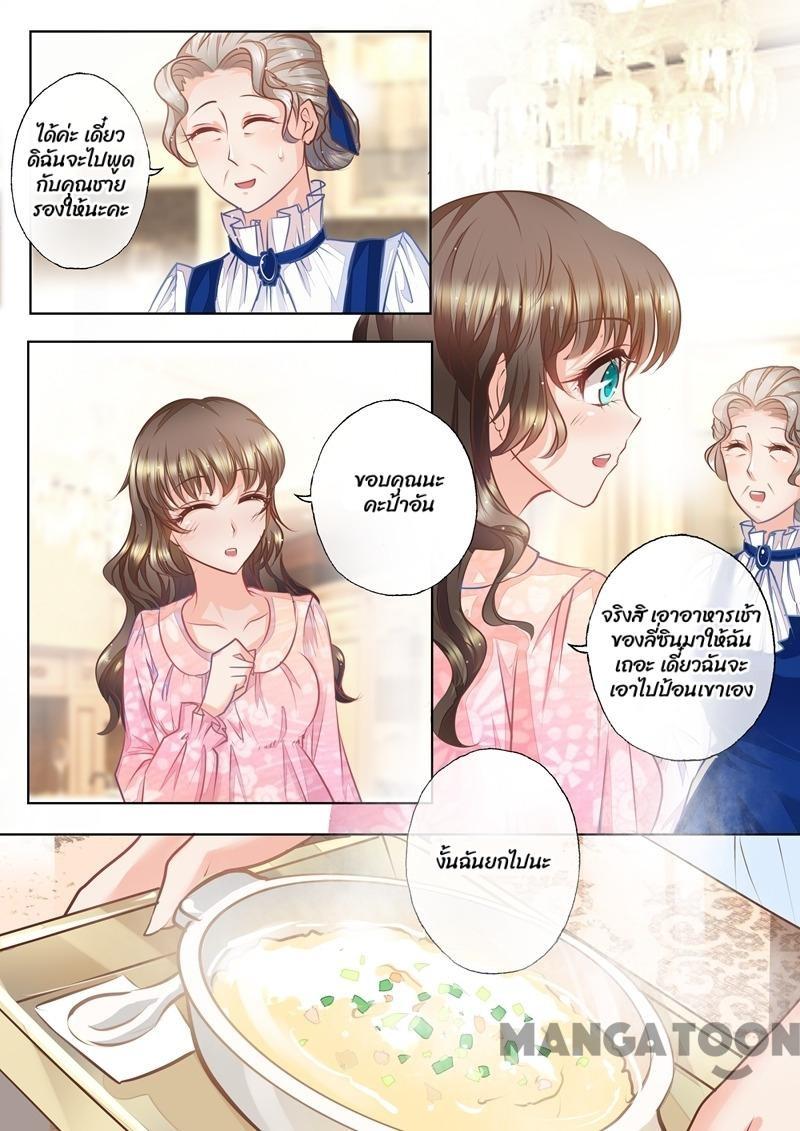 ได้ค่ะ เดี๋ยว
ดิฉันจะไปพูด
กับคุณชาย
รองให้นะคะ
ขอบคุณนะ
คะป้าอัน
จริงสิ เอาอาหารเช้า
ของลี่ซินมาให้ฉัน
เถอะ เดี๋ยวฉันจะ
เอาไปป้อนเขาเอง
งั้นฉันยกไปนะ
MANGATOON